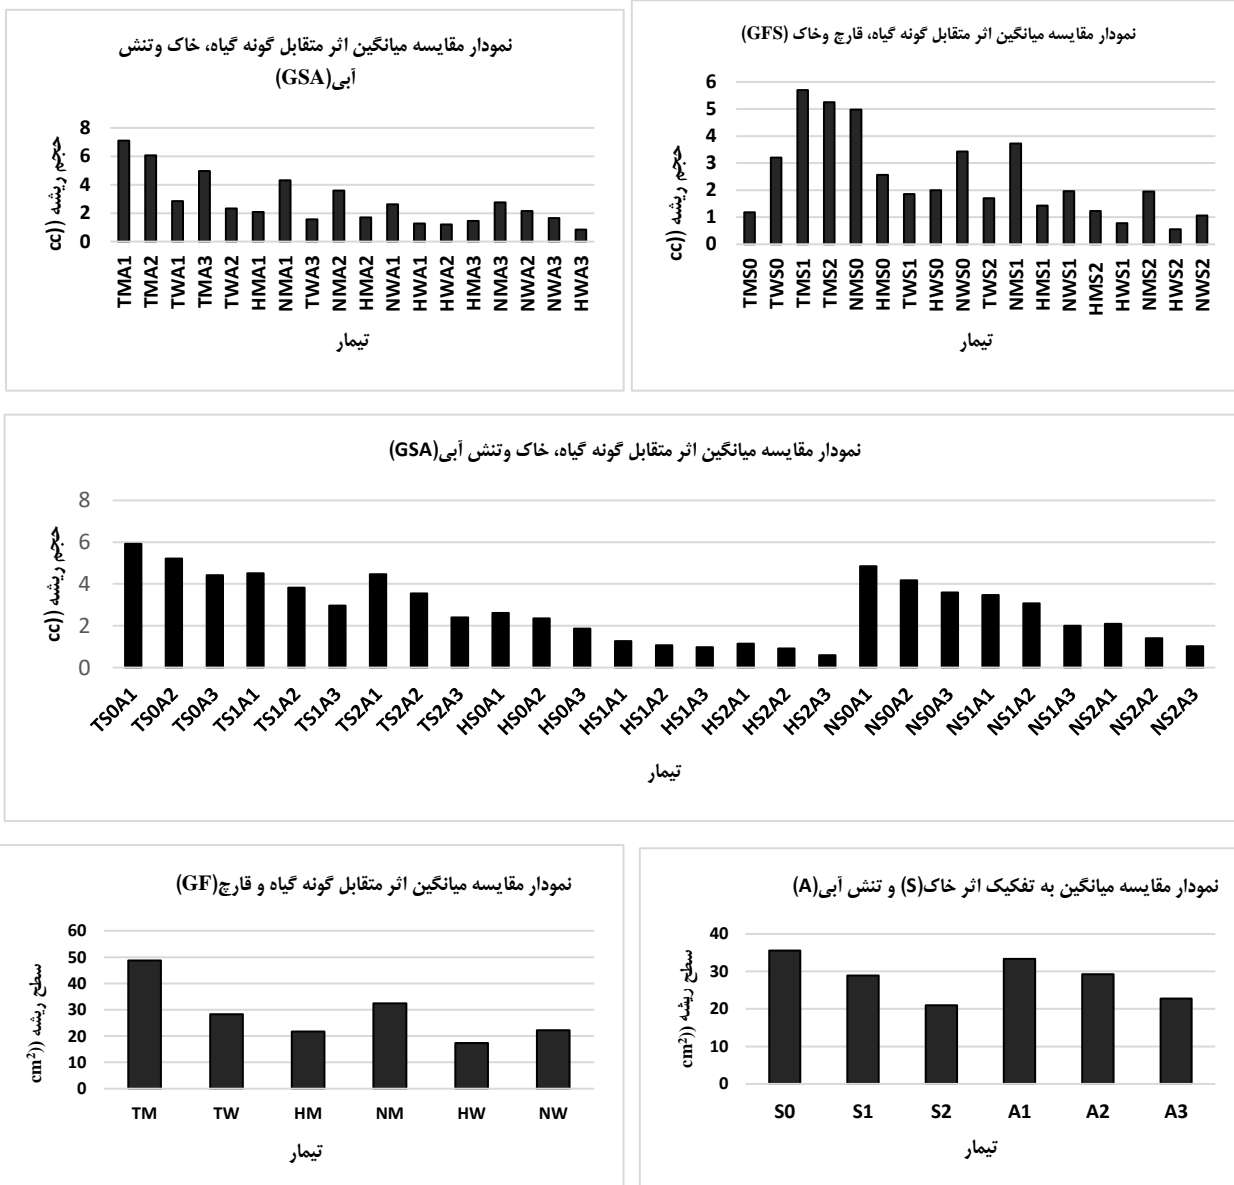 نمودار مقایسه میانگین اثر متقابل گونه گیاه، خاک وتنش
آبی(GSA)
حجم ریشه ((cc
8
6
4
2
0
TMA1 TMA2 TWA1 TMA3 TWA2 HMA1 NMA1 TWA3 NMA2 HMA2 NWA1 HWA1 HWA2 HMA3 NMA3 NWA2 NWA3 HWA3
تیمار
نمودار مقایسه میانگین اثر متقابل گونه گیاه، قارچ وخاک (GFS)
حجم ریشه ((cc
6
5
4
3
2
1
0
TMS0 TWS0 TMS1 TMS2 NMS0 HMS0 TWS1 HWS0 NWS0 TWS2 NMS1 HMS1 NWS1 HMS2 HWS1 NMS2 HWS2 NWS2
تیمار
نمودار مقایسه میانگین اثر متقابل گونه گیاه، خاک وتنش آبی(GSA)
حجم ریشه ((cc
8
6
4
2
0
TS0A1 TS0A2 TS0A3 TS1A1 TS1A2 TS1A3 TS2A1 TS2A2 TS2A3 HS0A1 HS0A2 HS0A3 HS1A1 HS1A2 HS1A3 HS2A1 HS2A2 HS2A3 NS0A1 NS0A2 NS0A3 NS1A1 NS1A2 NS1A3 NS2A1 NS2A2 NS2A3
تیمار
نمودار مقایسه میانگین اثر متقابل گونه گیاه و قارچ(GF)
سطح ریشه ((cm²
60
50
40
30
20
10
0
TM TW HM NM HW NW
تیمار
نمودار مقایسه میانگین به تفکیک اثر خاک(S) و تنش آبی(A)
سطح ریشه ((cm²
40
30
20
10
0
S0 S1 S2 A1 A2 A3
تیمار